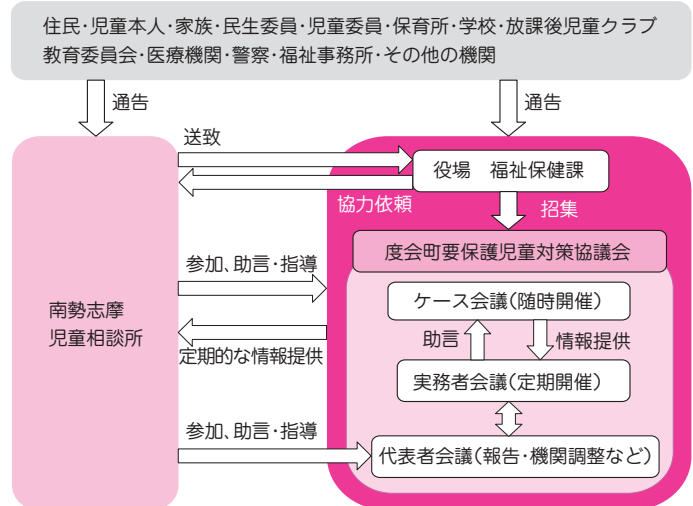 住民・児童本人・家族・民生委員・児童委員・保育所・学校・放課後児童クラブ
教育委員会・医療機関・警察・福祉事務所・その他の機関
通告
通告
送致
役場　福祉保健課
協力依頼
招集
度会町要保護児童対策協議会
参加、助言・指導
ケース会議(随時開催)
南勢志摩
児童相談所
助言
情報提供
定期的な情報提供
実務者会議(定期開催)
参加、助言・指導
代表者会議(報告・機関調整など)